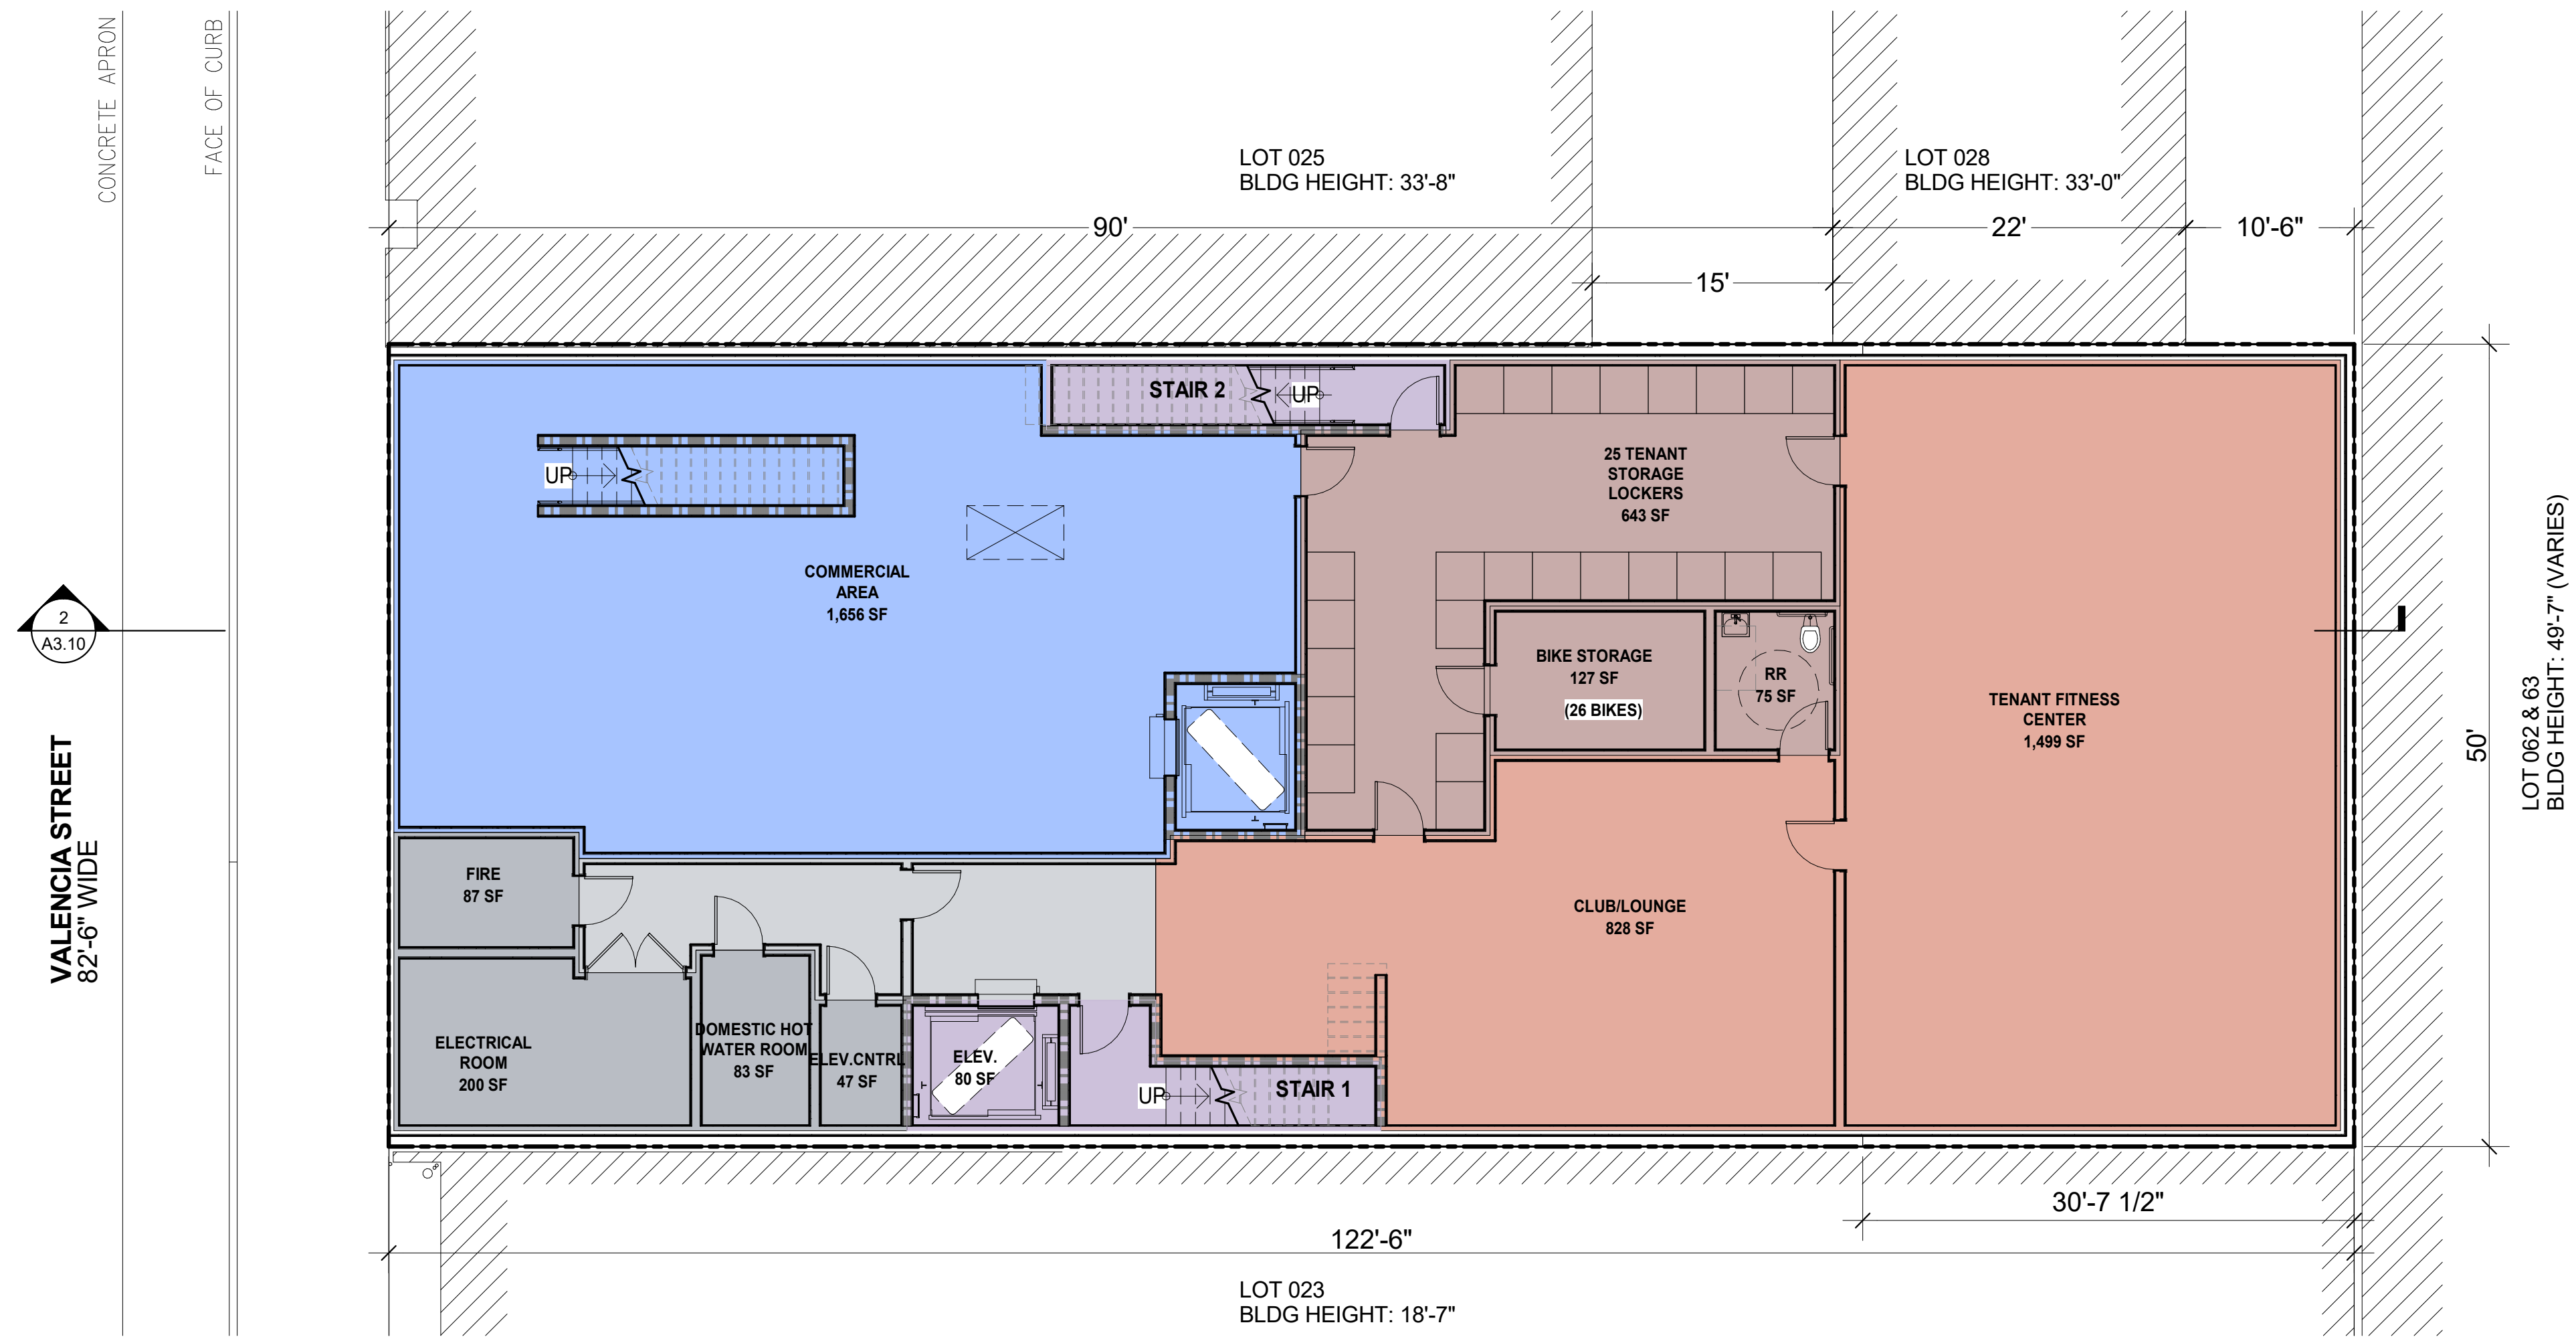 CONCRETE APRON
FACE OF CURB
LOT 025
BLDG HEIGHT: 33'-8"
LOT 028
BLDG HEIGHT: 33'-0"
90'
22'
10'-6"
15'
STAIR 2
UP
UP
25 TENANT
STORAGE
LOCKERS
643 SF
COMMERCIAL
AREA
1,656 SF
2
A3.10
BIKE STORAGE
127 SF
(26 BIKES)
RR
75 SF
TENANT FITNESS
CENTER
1,499 SF
VALENCIA STREET
82'-6" WIDE
50'
LOT 062 & 63
BLDG HEIGHT: 49'-7" (VARIES)
FIRE
87 SF
CLUB/LOUNGE
828 SF
ELECTRICAL
ROOM
200 SF
DOMESTIC HOT
WATER ROOM
83 SF
ELEV.CNTRL
47 SF
ELEV.
80 SF
UP
STAIR 1
30'-7 1/2"
122'-6"
LOT 023
BLDG HEIGHT: 18'-7"